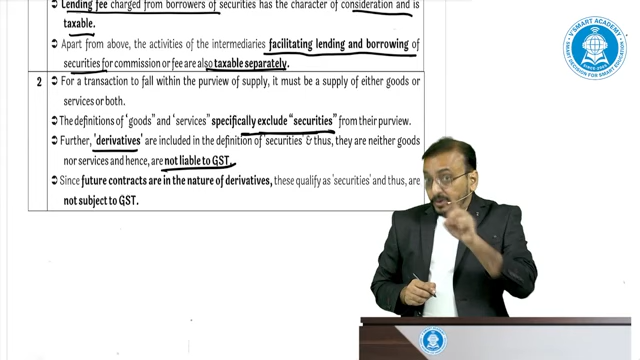 Lending fee charged from borrowers of securities has the character of consideration and is
taxable.
➲ Apart from above, the activities of the intermediaries facilitating lending and borrowing of
securities for commission or fee are also taxable separately.
2
➲ For a transaction to fall within the purview of supply, it must be a supply of either goods or
services or both.
➲ The definitions of 'goods" and 'services" specifically exclude "securities" from their purview.
➲ Further, 'derivatives' are included in the definition of 'securities' & thus, they are neither goods
nor services and hence, are not liable to GST.
➲ Since future contracts are in the nature of derivatives, these qualify as 'securities' and thus, are
not subject to GST.
V'SMART ACADEMY
SMART DECISION FOR SMART EDUCATION